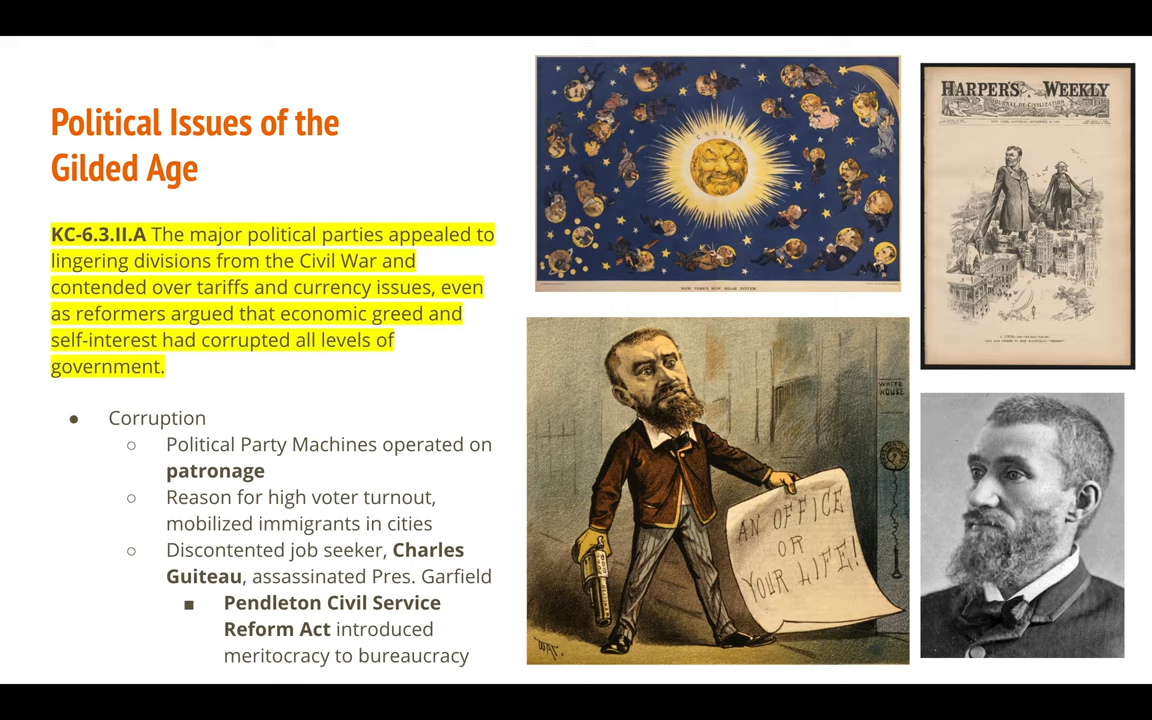 Political Issues of the
Gilded Age
KC-6.3.II.A The major political parties appealed to
lingering divisions from the Civil War and
contended over tariffs and currency issues, even
as reformers argued that economic greed and
self-interest had corrupted all levels of
government.
● Corruption
○ Political Party Machines operated on
patronage
○ Reason for high voter turnout,
mobilized immigrants in cities
○ Discontented job seeker, Charles
Guiteau, assassinated Pres. Garfield
■ Pendleton Civil Service
Reform Act introduced
meritocracy to bureaucracy
NEW YORK'S NEW SOLAR SYSTEM.
HARPER'S WEEKLY
JOURNAL OF CIVILIZATION
WHITE
HOUSE
AN OFFICE
OR
YOUR LIFE!